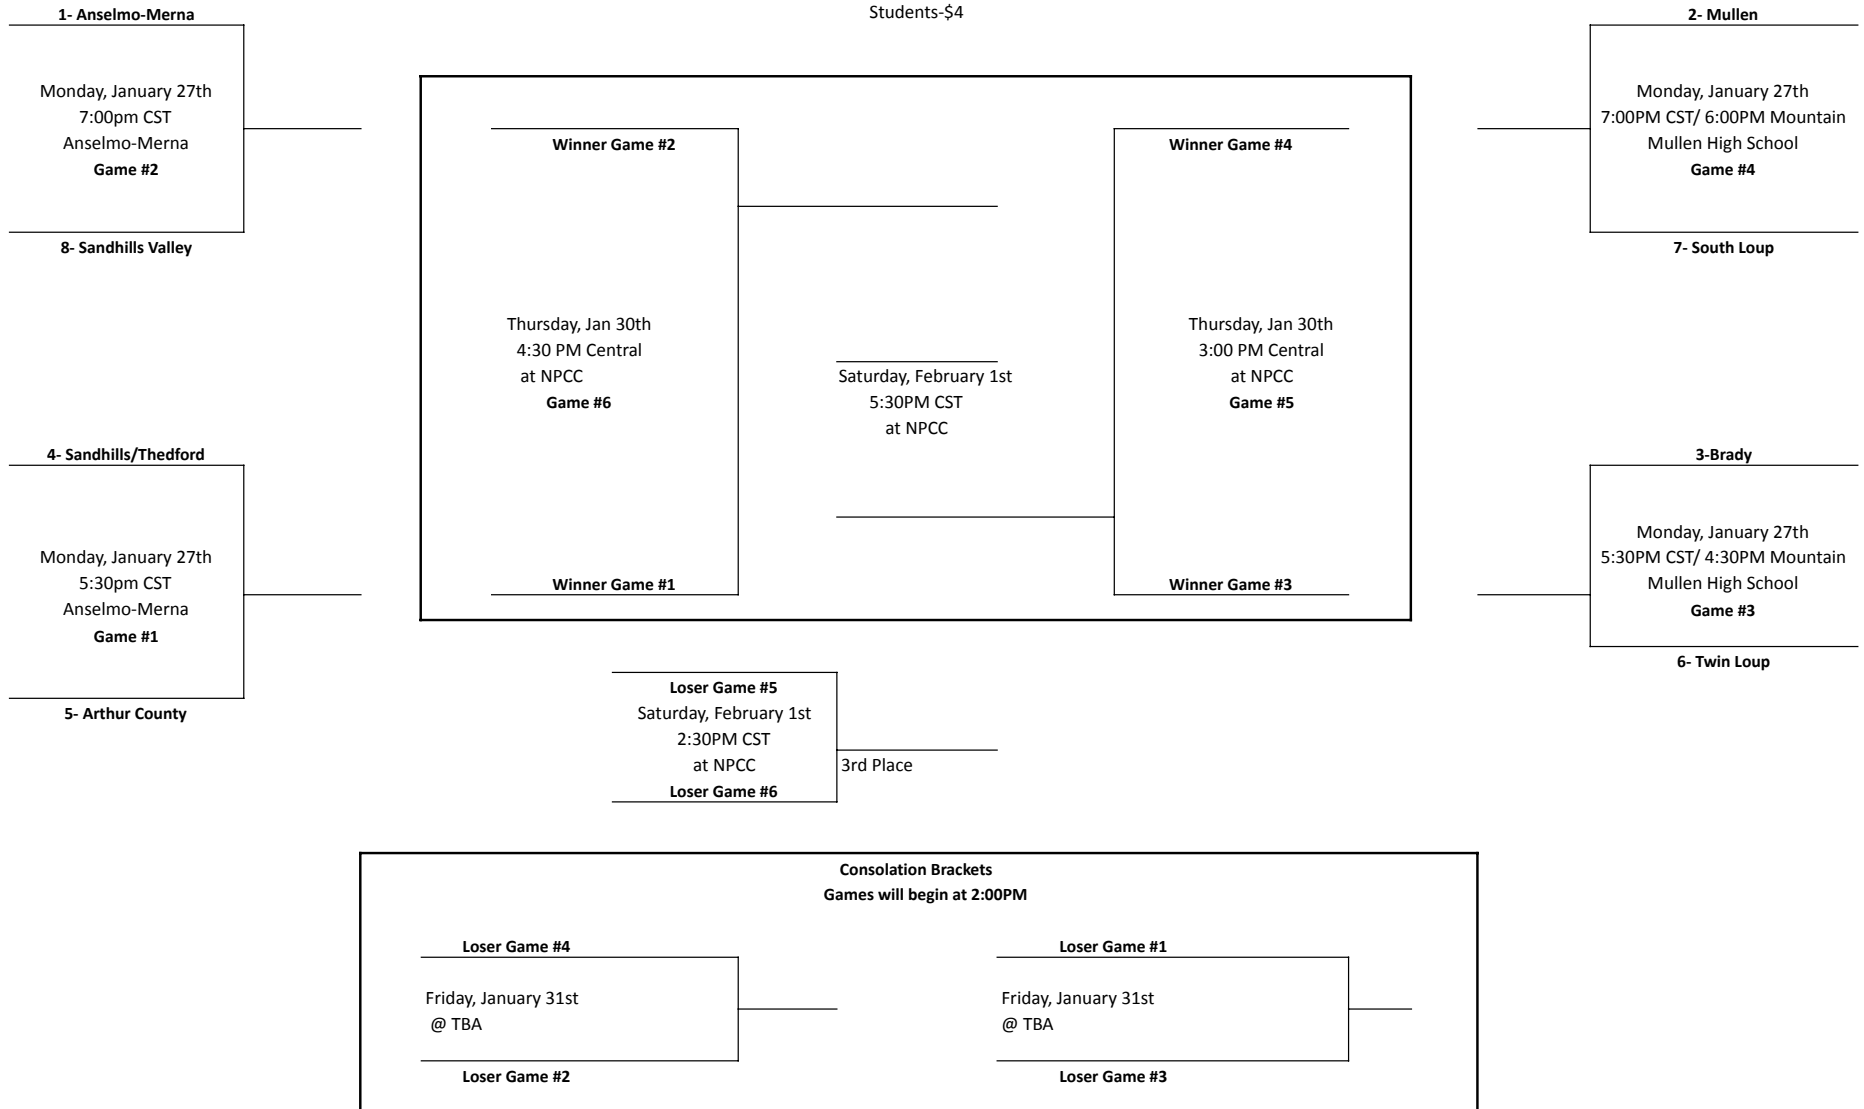 Students-$4
1- Anselmo-Merna
Monday, January 27th
7:00pm CST
Anselmo-Merna
Game #2
8- Sandhills Valley
4- Sandhills/Thedford
Monday, January 27th
5:30pm CST
Anselmo-Merna
Game #1
5- Arthur County
Winner Game #2
Thursday, Jan 30th
4:30 PM Central
at NPCC
Game #6
Winner Game #1
Saturday, February 1st
5:30PM CST
at NPCC
Winner Game #4
Thursday, Jan 30th
3:00 PM Central
at NPCC
Game #5
Winner Game #3
2- Mullen
Monday, January 27th
7:00PM CST/ 6:00PM Mountain
Mullen High School
Game #4
7- South Loup
3-Brady
Monday, January 27th
5:30PM CST/ 4:30PM Mountain
Mullen High School
Game #3
6- Twin Loup
Loser Game #5
Saturday, February 1st
2:30PM CST
at NPCC
Loser Game #6
3rd Place
Consolation Brackets
Games will begin at 2:00PM
Loser Game #4
Friday, January 31st
@ TBA
Loser Game #2
Loser Game #1
Friday, January 31st
@ TBA
Loser Game #3